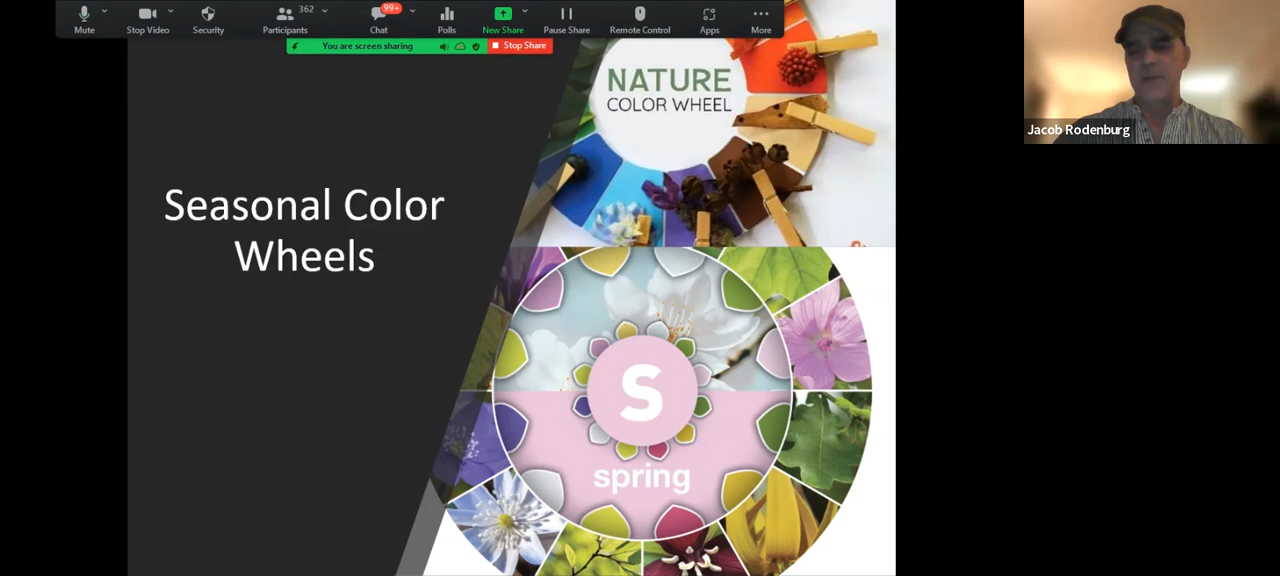 Mute
Stop Video
Security
Participants
362
Chat
99+
Polls
New Share
Pause Share
Remote Control
Apps
More
You are screen sharing
Stop Share
NATURE
COLOR WHEEL
Jacob Rodenburg
Seasonal Color
Wheels
S
spring